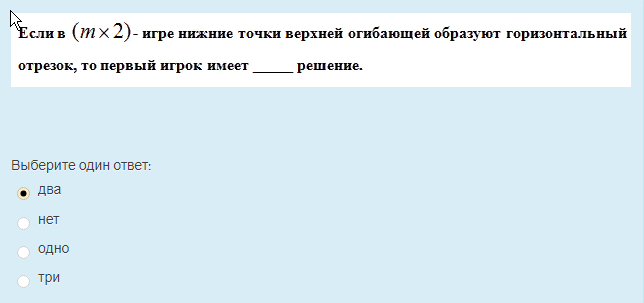 Если в (m×2)- игре нижние точки верхней огибающей образуют горизонтальный
отрезок, то первый игрок имеет _____ решение.
Выберите один ответ:
два
нет
одно
три